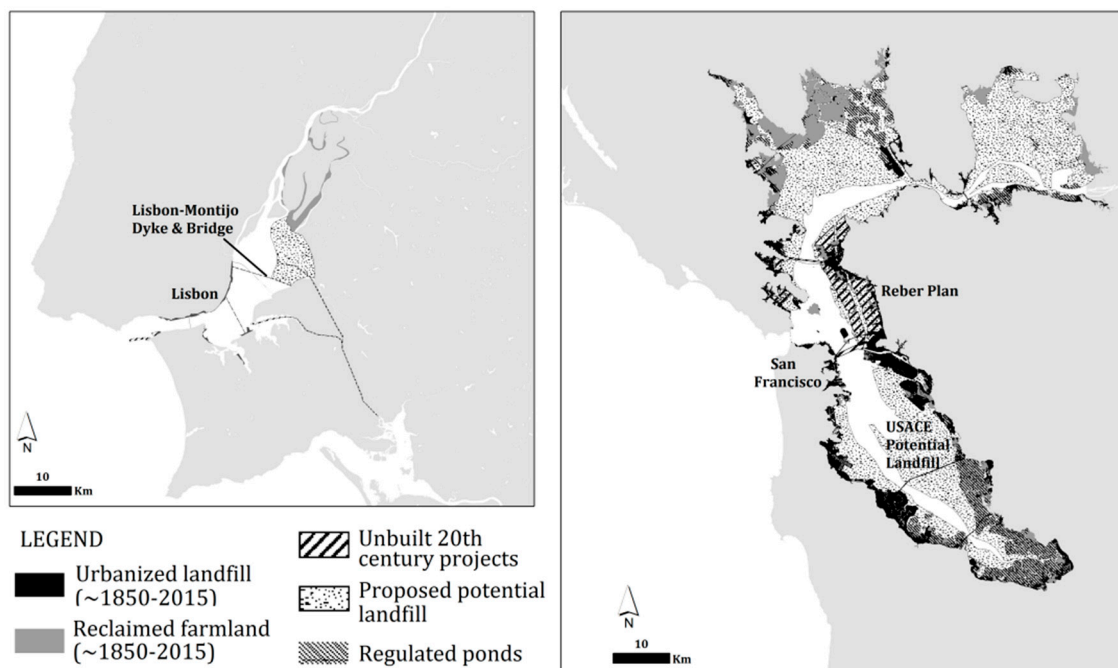 Lisbon-Montijo
Dyke & Bridge
Lisbon
N
10
Km
Reber Plan
San
Francisco
USACE
Potential
Landfill
N
10
Km
LEGEND
Urbanized landfill
(~1850-2015)
Reclaimed farmland
(~1850-2015)
Unbuilt 20th
century projects
Proposed potential
landfill
Regulated ponds